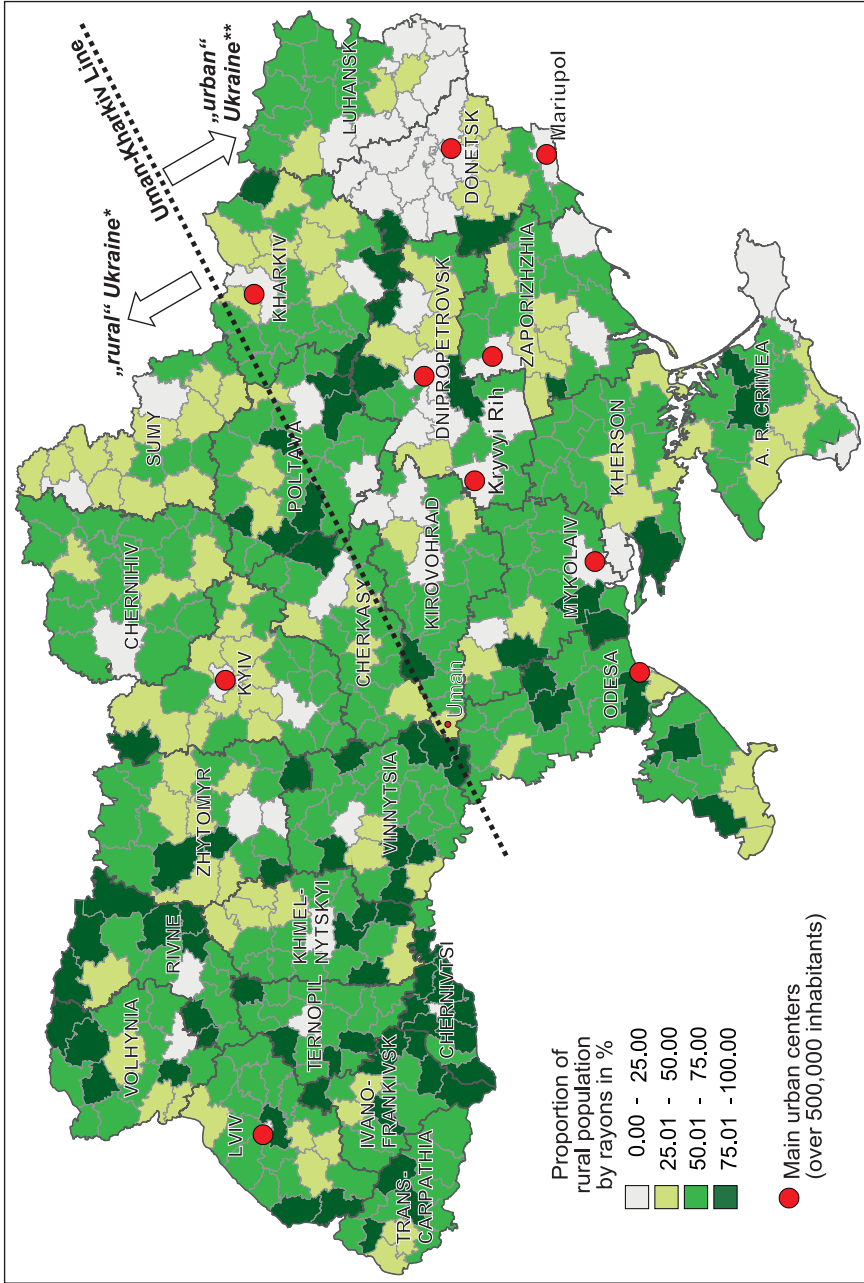 „rural“ Ukraine*
Uman-Kharkiv Line
„urban“
Ukraine**
VOLHYNIA
RIVNE
ZHYTOMYR
KYIV
CHERNIHIV
SUMY
LVIV
TERNOPIL
KHMEL-
NYTSKYI
VINNYTSIA
CHERKASY
POLTAVA
KHARKIV
LUHANSK
TRANS-
CARPATHIA
IVANO-
FRANKIVSK
CHERNIVTSI
Uman
KIROVOHRAD
DNIPROPETROVSK
DONETSK
Kryvyi Rih
ZAPORIZHZHIA
Mariupol
ODESA
MYKOLAIV
KHERSON
A. R. CRIMEA
Proportion of
rural population
by rayons in %
0.00 - 25.00
25.01 - 50.00
50.01 - 75.00
75.01 -100.00
Main urban centers
(over 500,000 inhabitants)